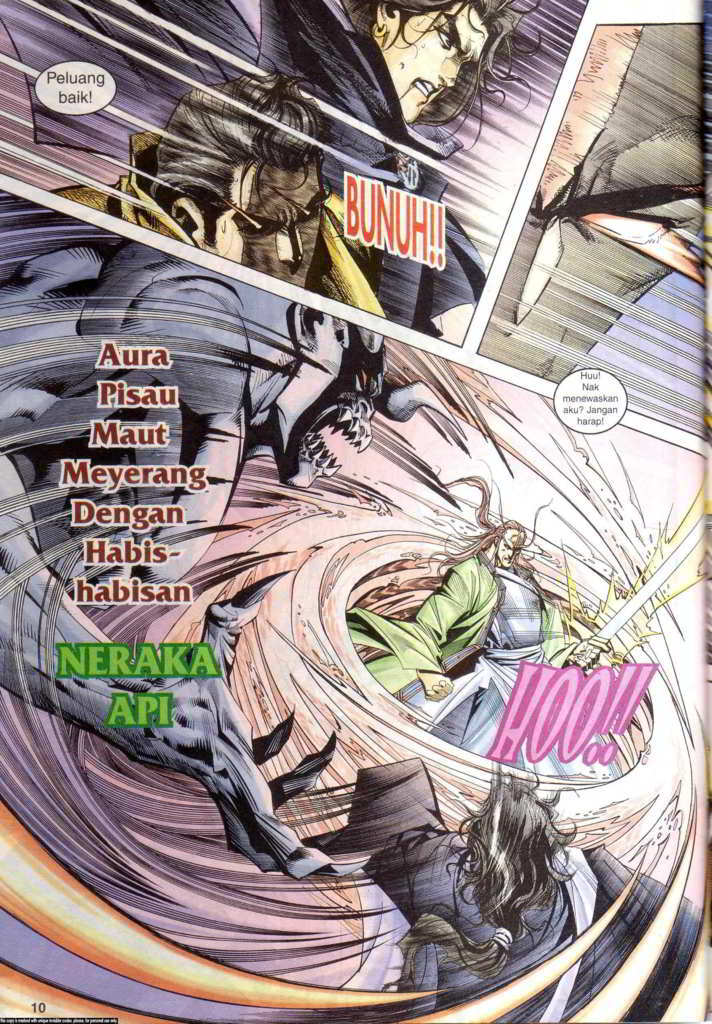 Peluang
baik!
BUNUH!!
Huu!
Nak
menewaskan
aku? Jangan
harap!
Aura
Pisau
Maut
Meyerang
Dengan
Habis-
habisan
NERAKA
API
HOO..!!
10